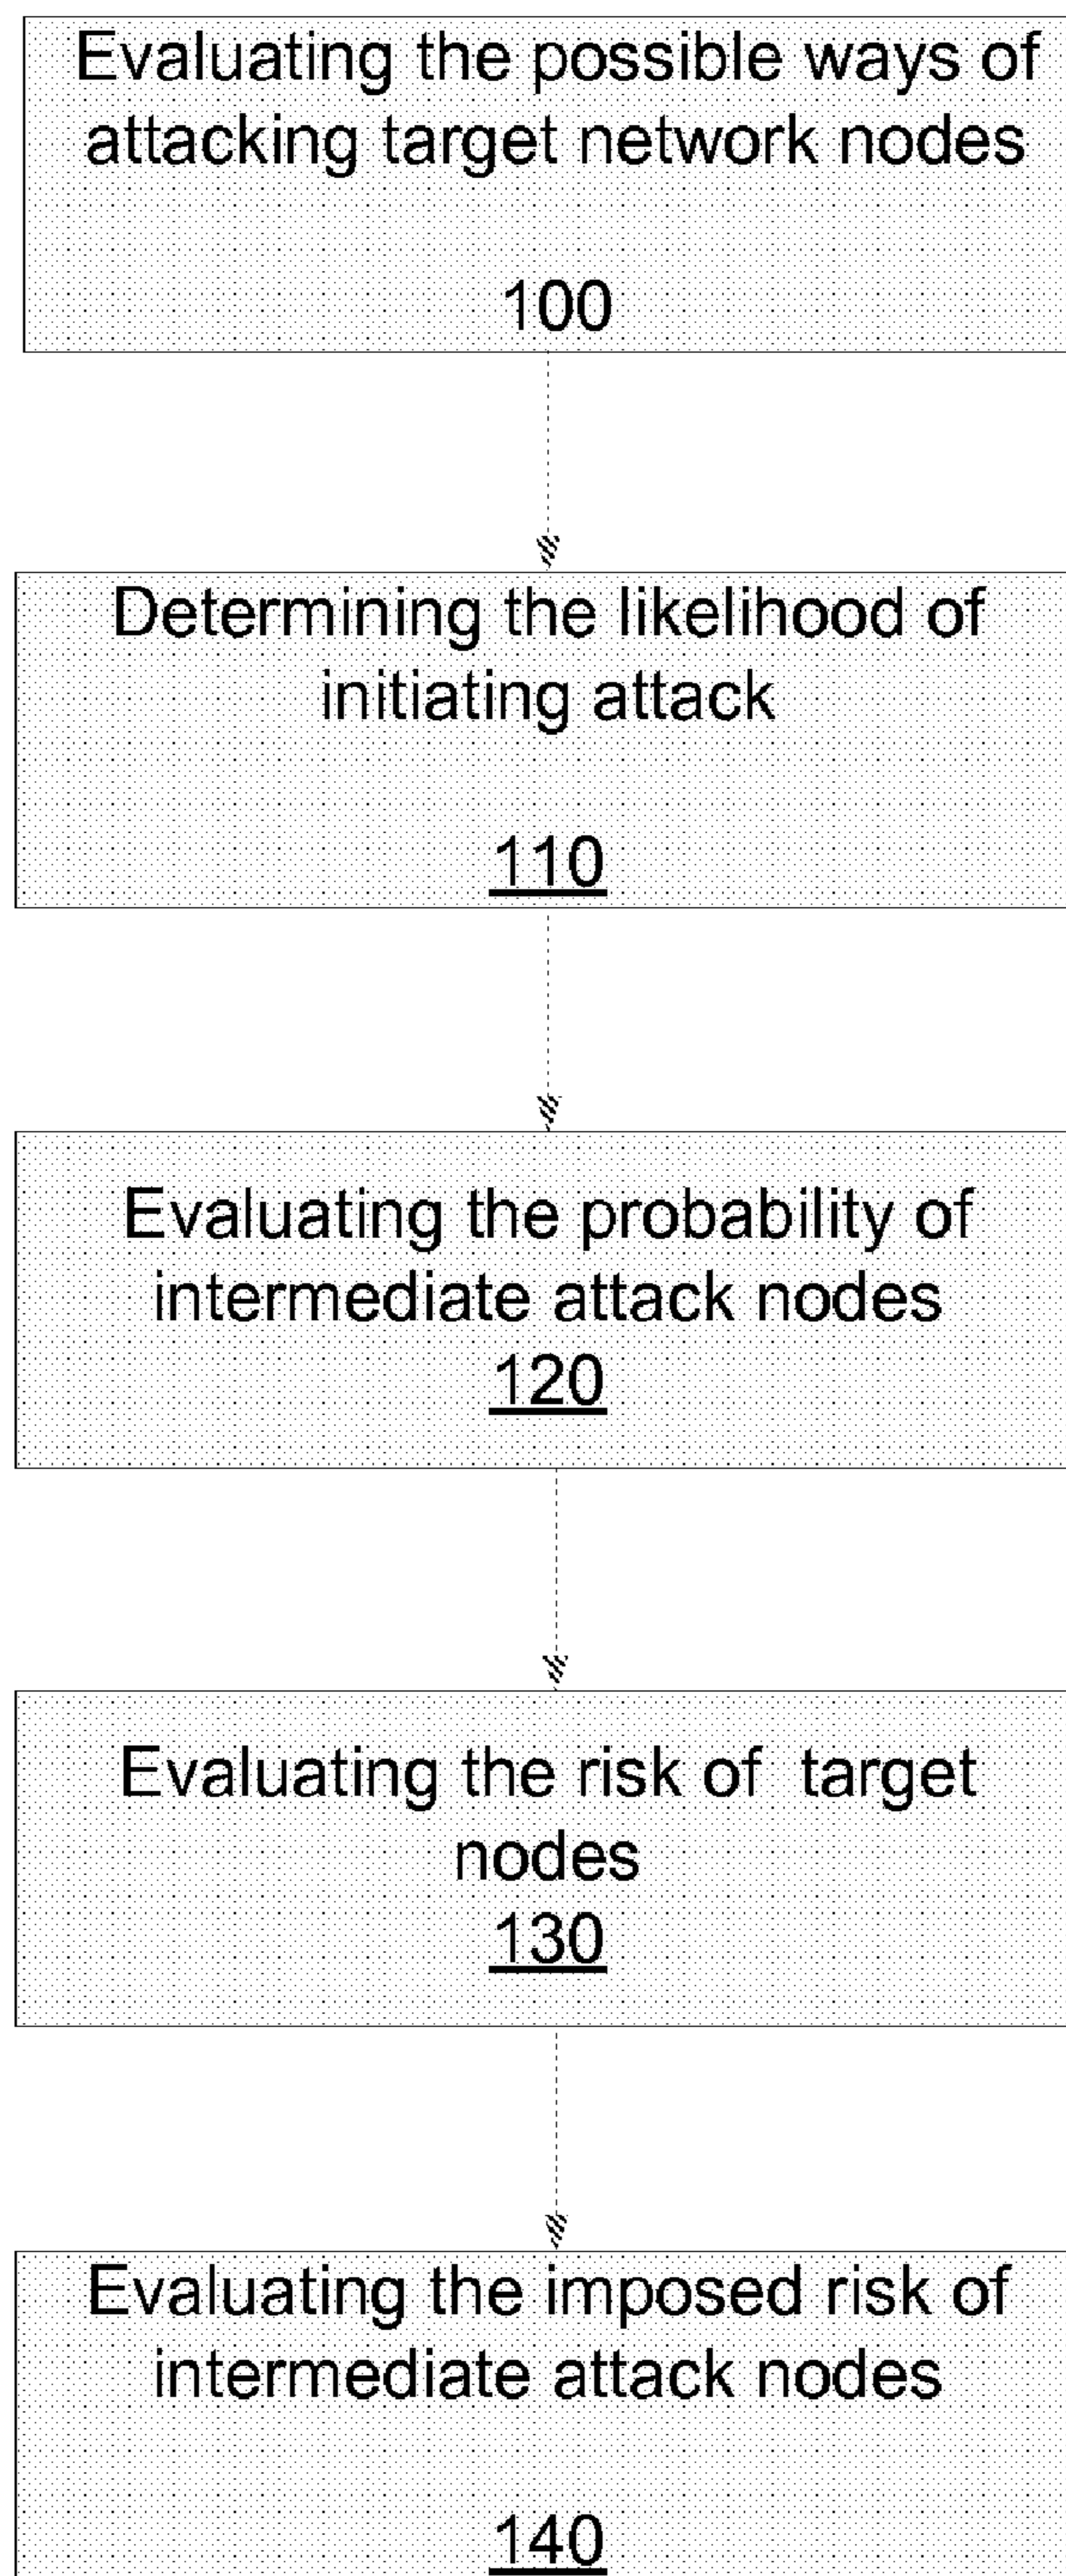 Evaluating the possible ways of
attacking target network nodes
100
Determining the likelihood of
initiating attack
110
Evaluating the probability of
intermediate attack nodes
120
Evaluating the risk of target
nodes
130
Evaluating the imposed risk of
intermediate attack nodes
140